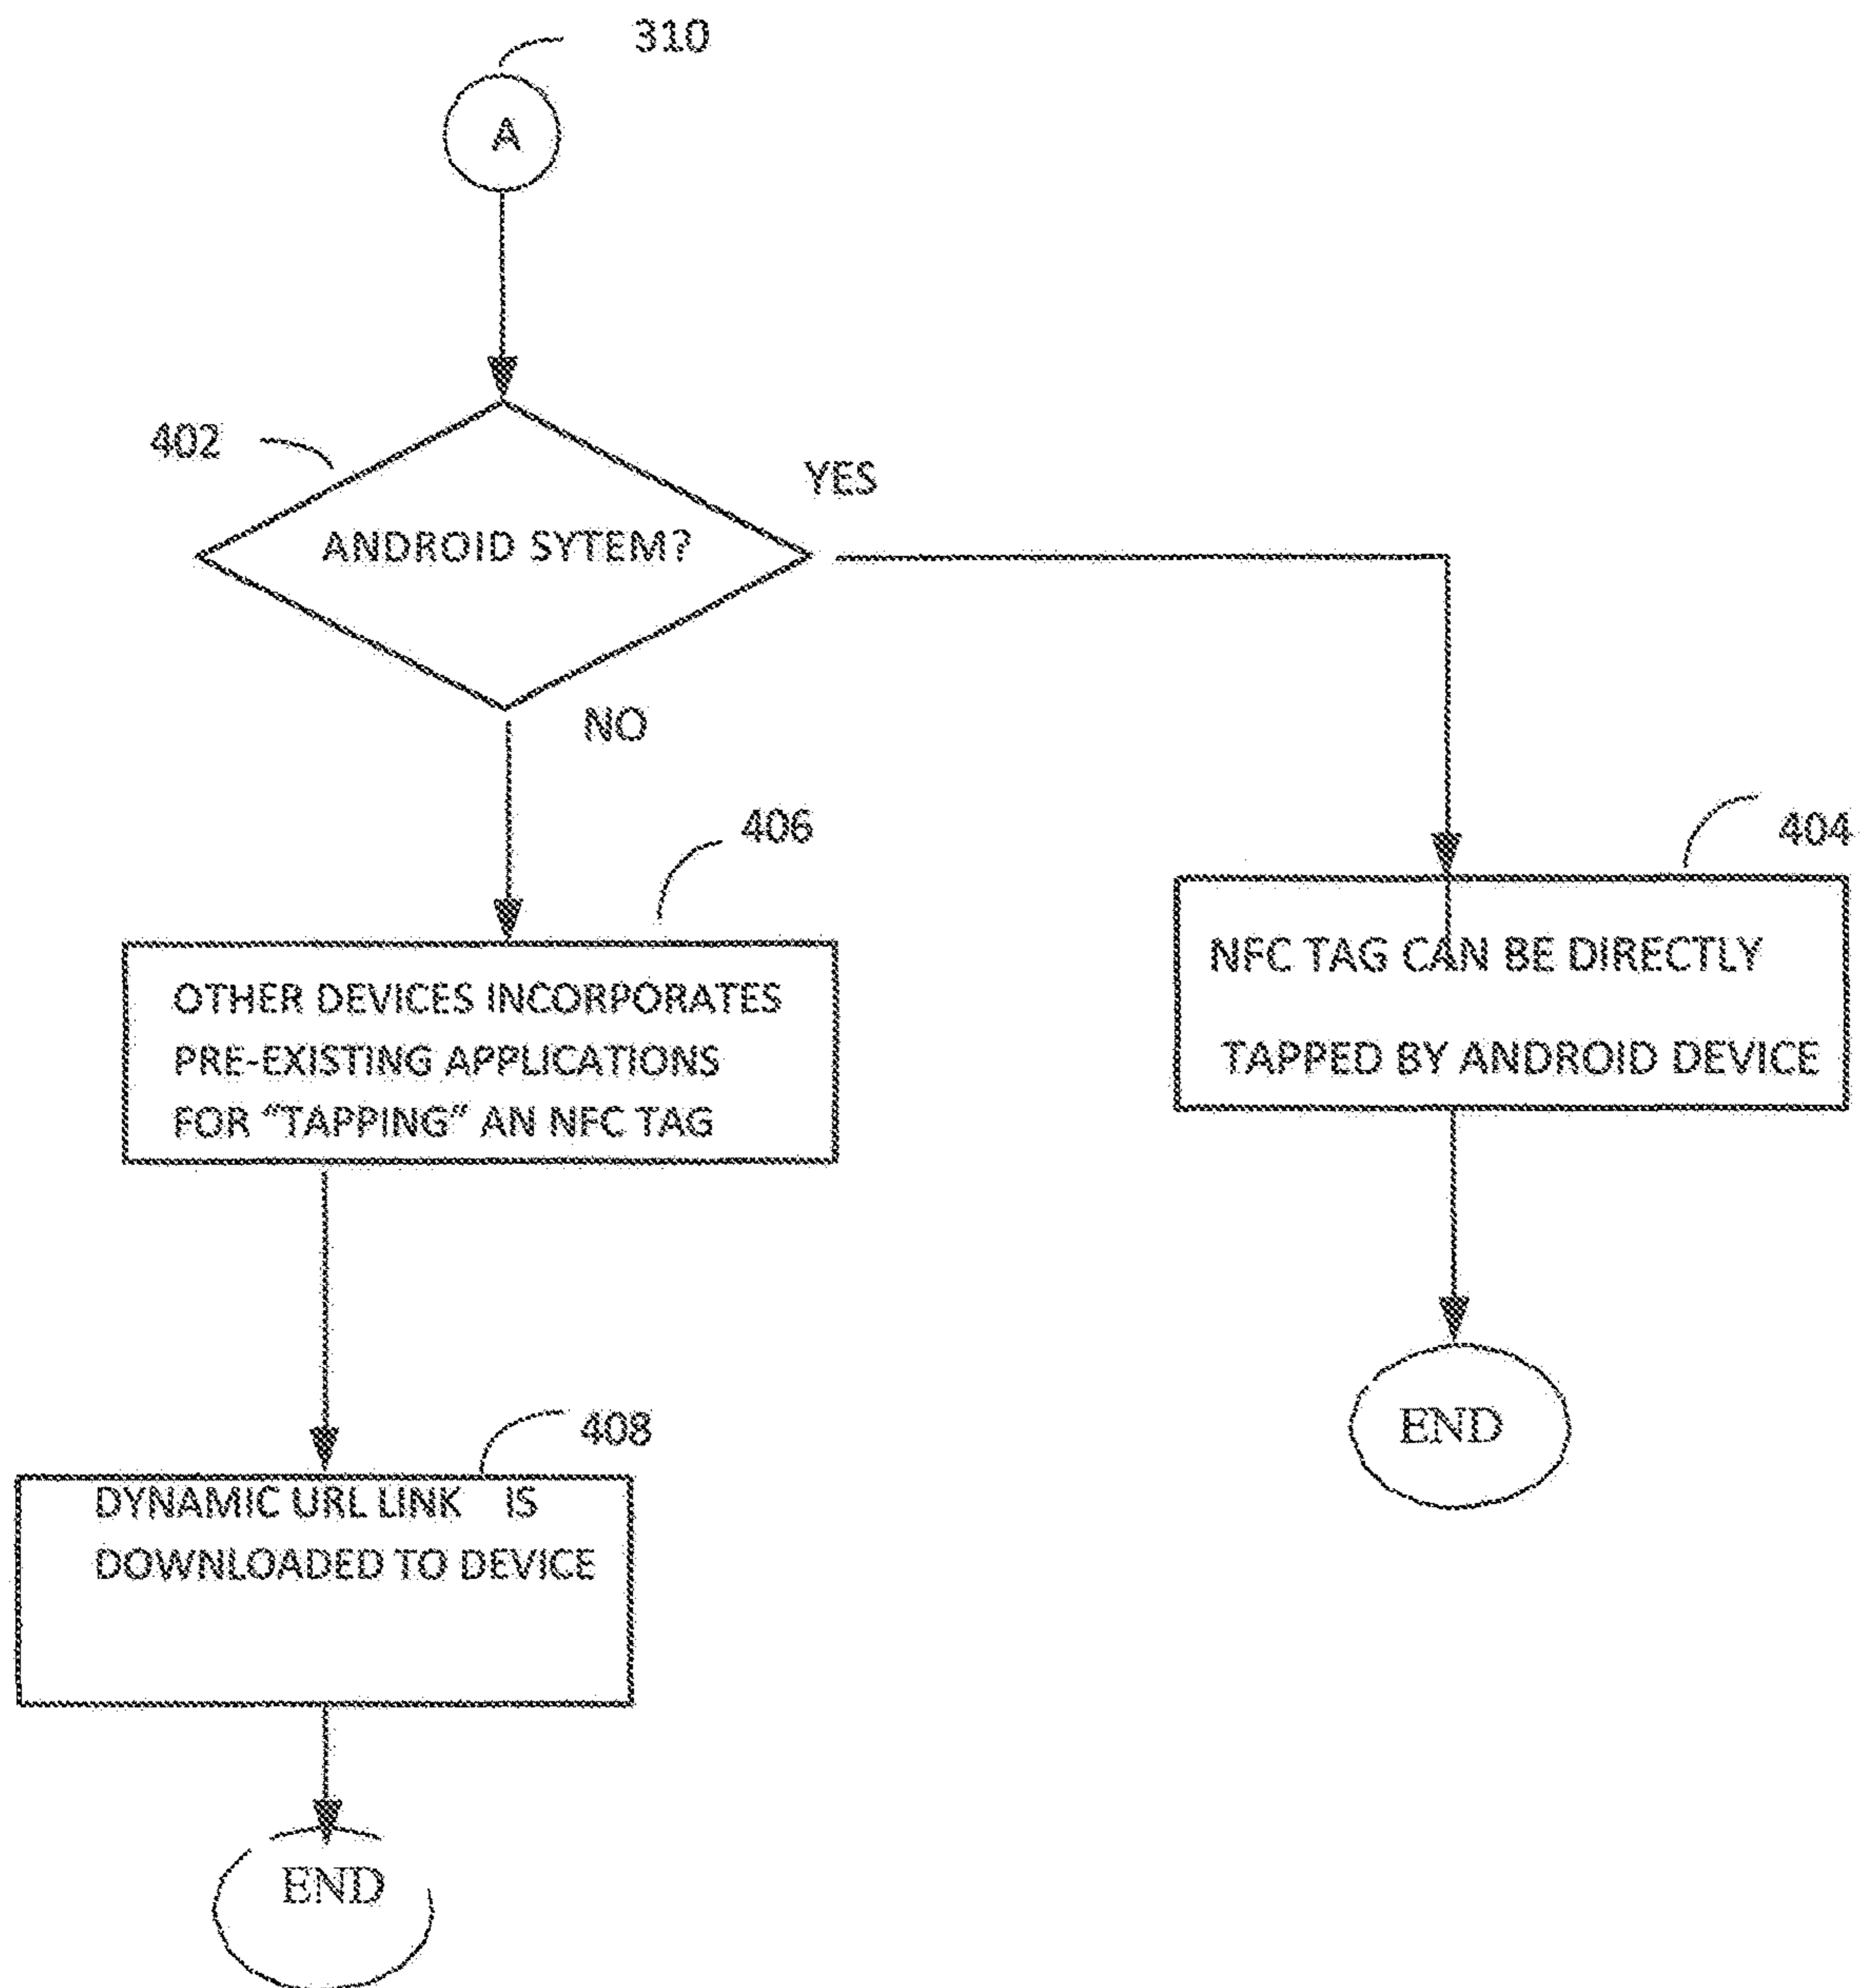 310
A
402
YES
ANDROID SYTEM?
NO
406
404
OTHER DEVICES INCORPORATES
PRE-EXISTING APPLICATIONS
FOR “TAPPING” AN NFC TAG
NFC TAG CAN BE DIRECTLY
TAPPED BY ANDROID DEVICE
408
DYNAMIC URL LINK IS
DOWNLOADED TO DEVICE
END
END